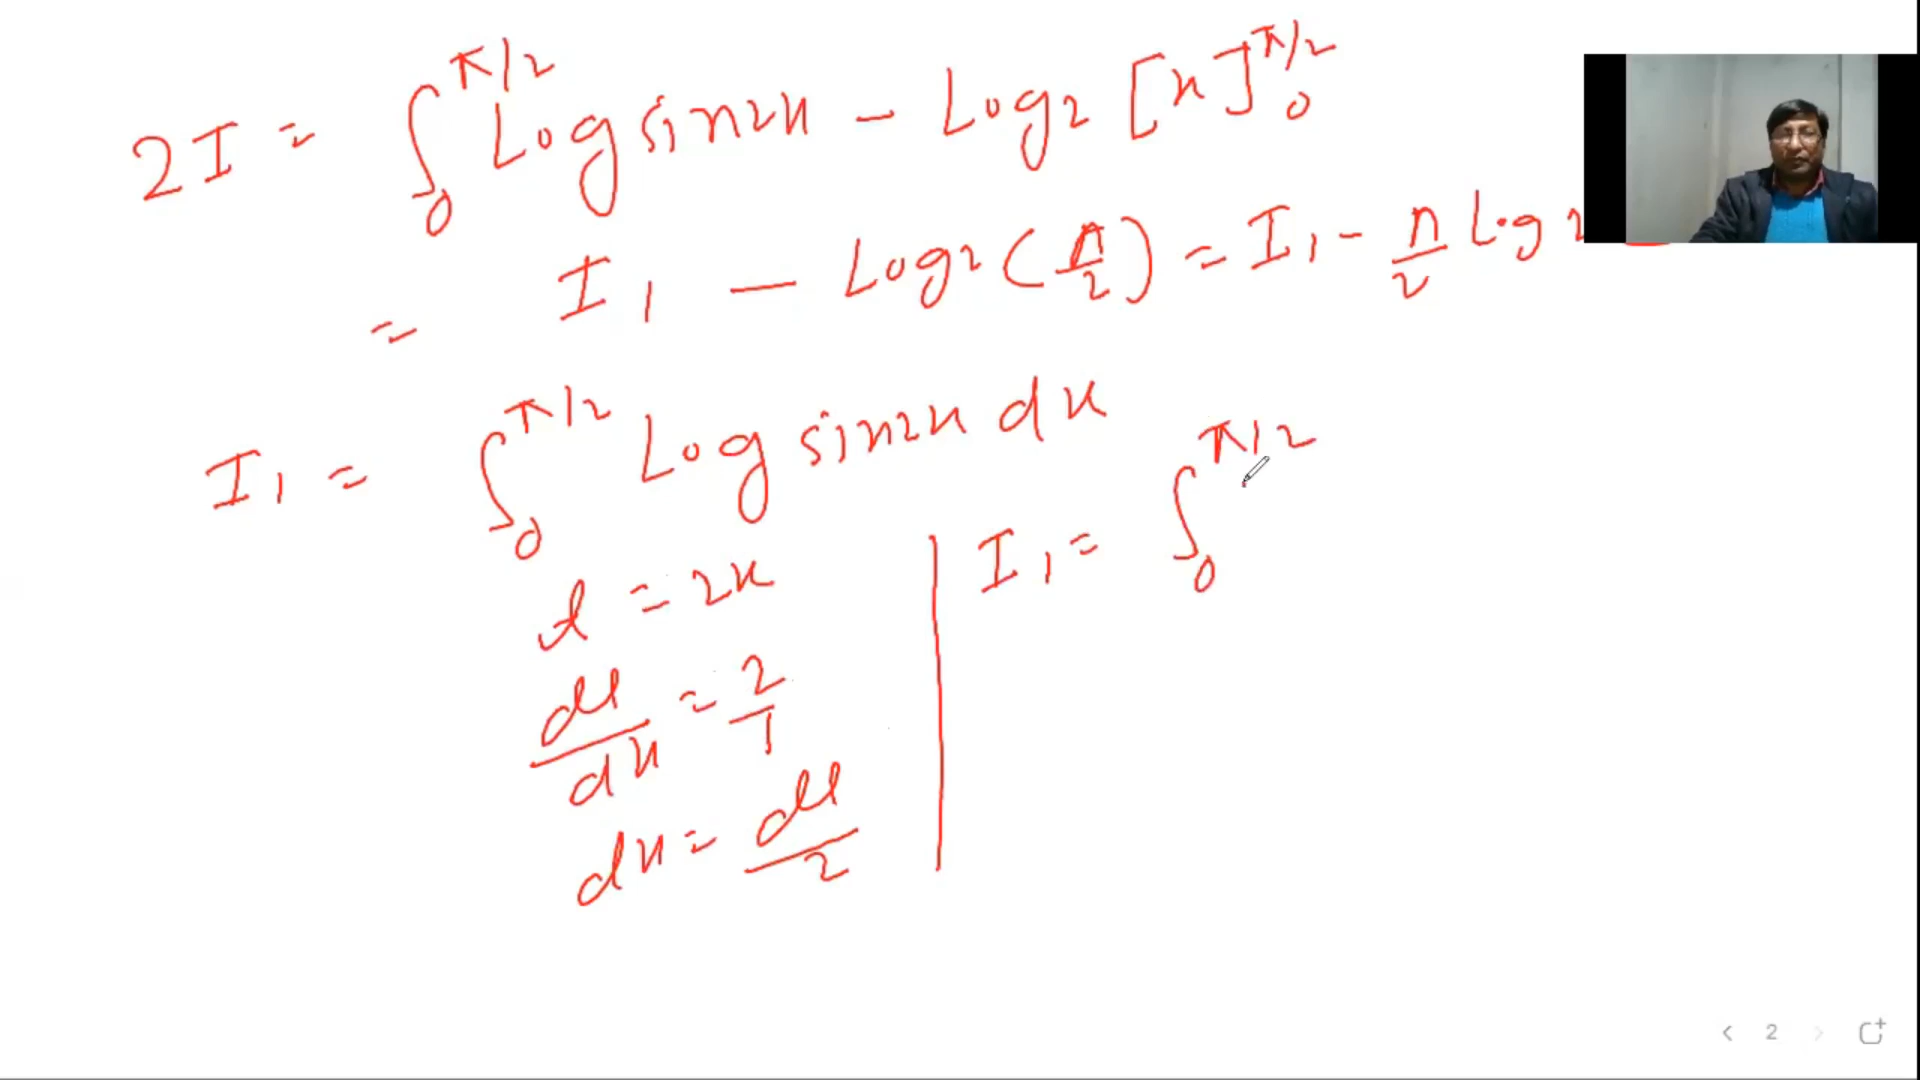 2I = ∫₀^π/2 Log sin2x - Log2 [x]₀^π/2
= I₁ - Log2 (π/2) = I₁ - π/2 Log 2
I₁ = ∫₀^π/2 Log sin2x dx
t = 2x
dt/dx = 2/1
dx = dt/2
I₁ = ∫₀^π/2
2